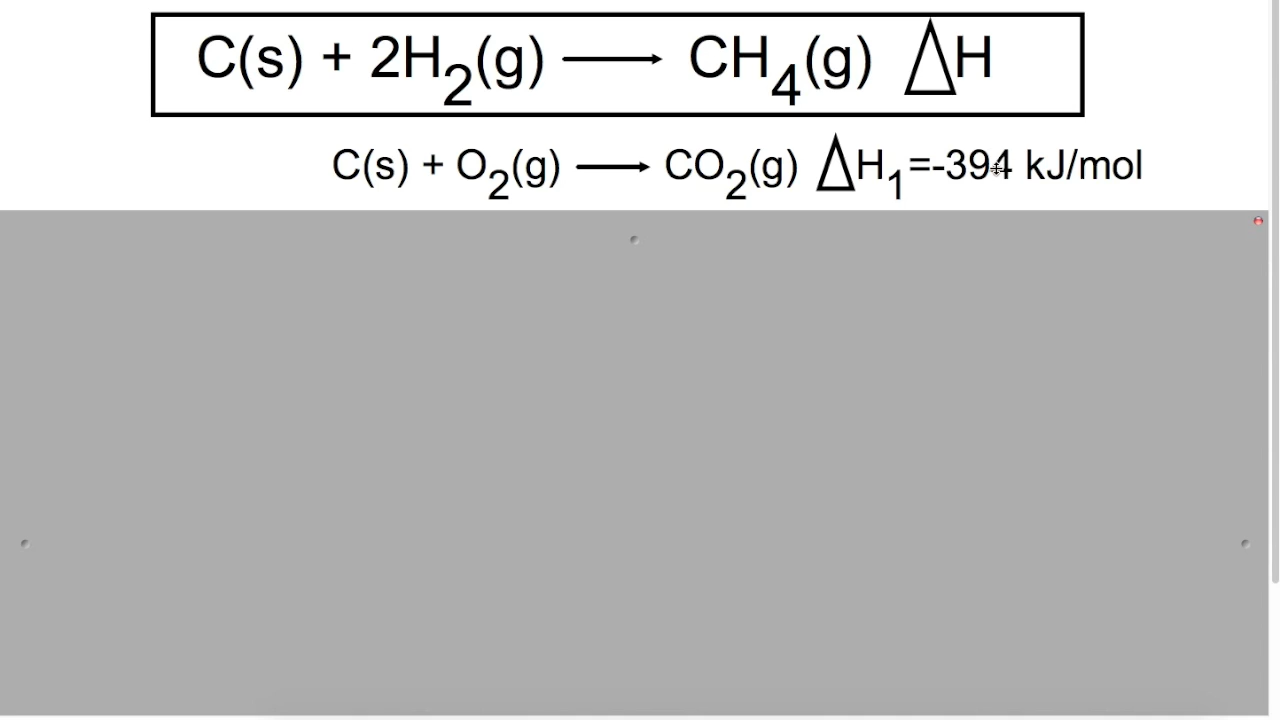 C(s) + 2H₂(g) ⟶ CH₄(g) ΔH
C(s) + O₂(g) ⟶ CO₂(g) ΔH₁=-394 kJ/mol